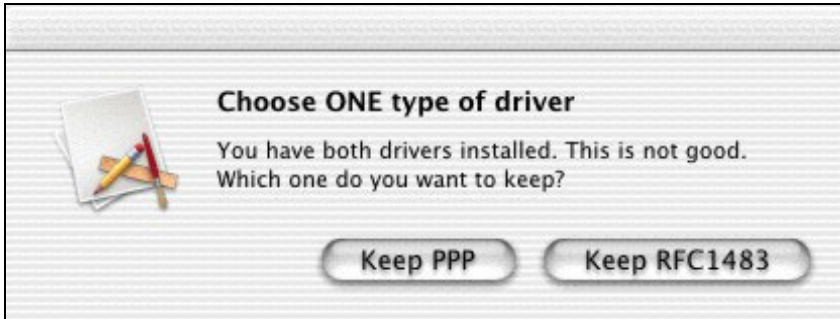 Choose ONE type of driver
You have both drivers installed. This is not good.
Which one do you want to keep?
Keep PPP
Keep RFC1483